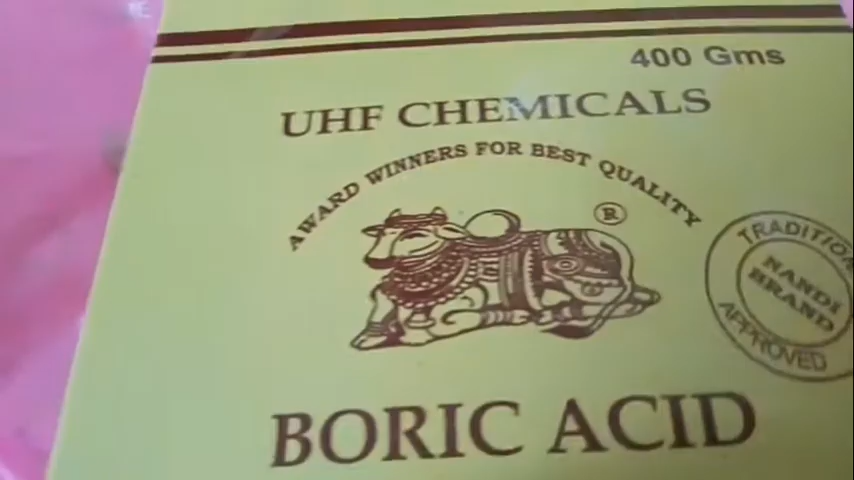 400 Gms
UHF CHEMICALS
AWARD WINNERS FOR BEST QUALITY
®
TRADITION
NANDI
BRAND
APPROVED
BORIC ACID